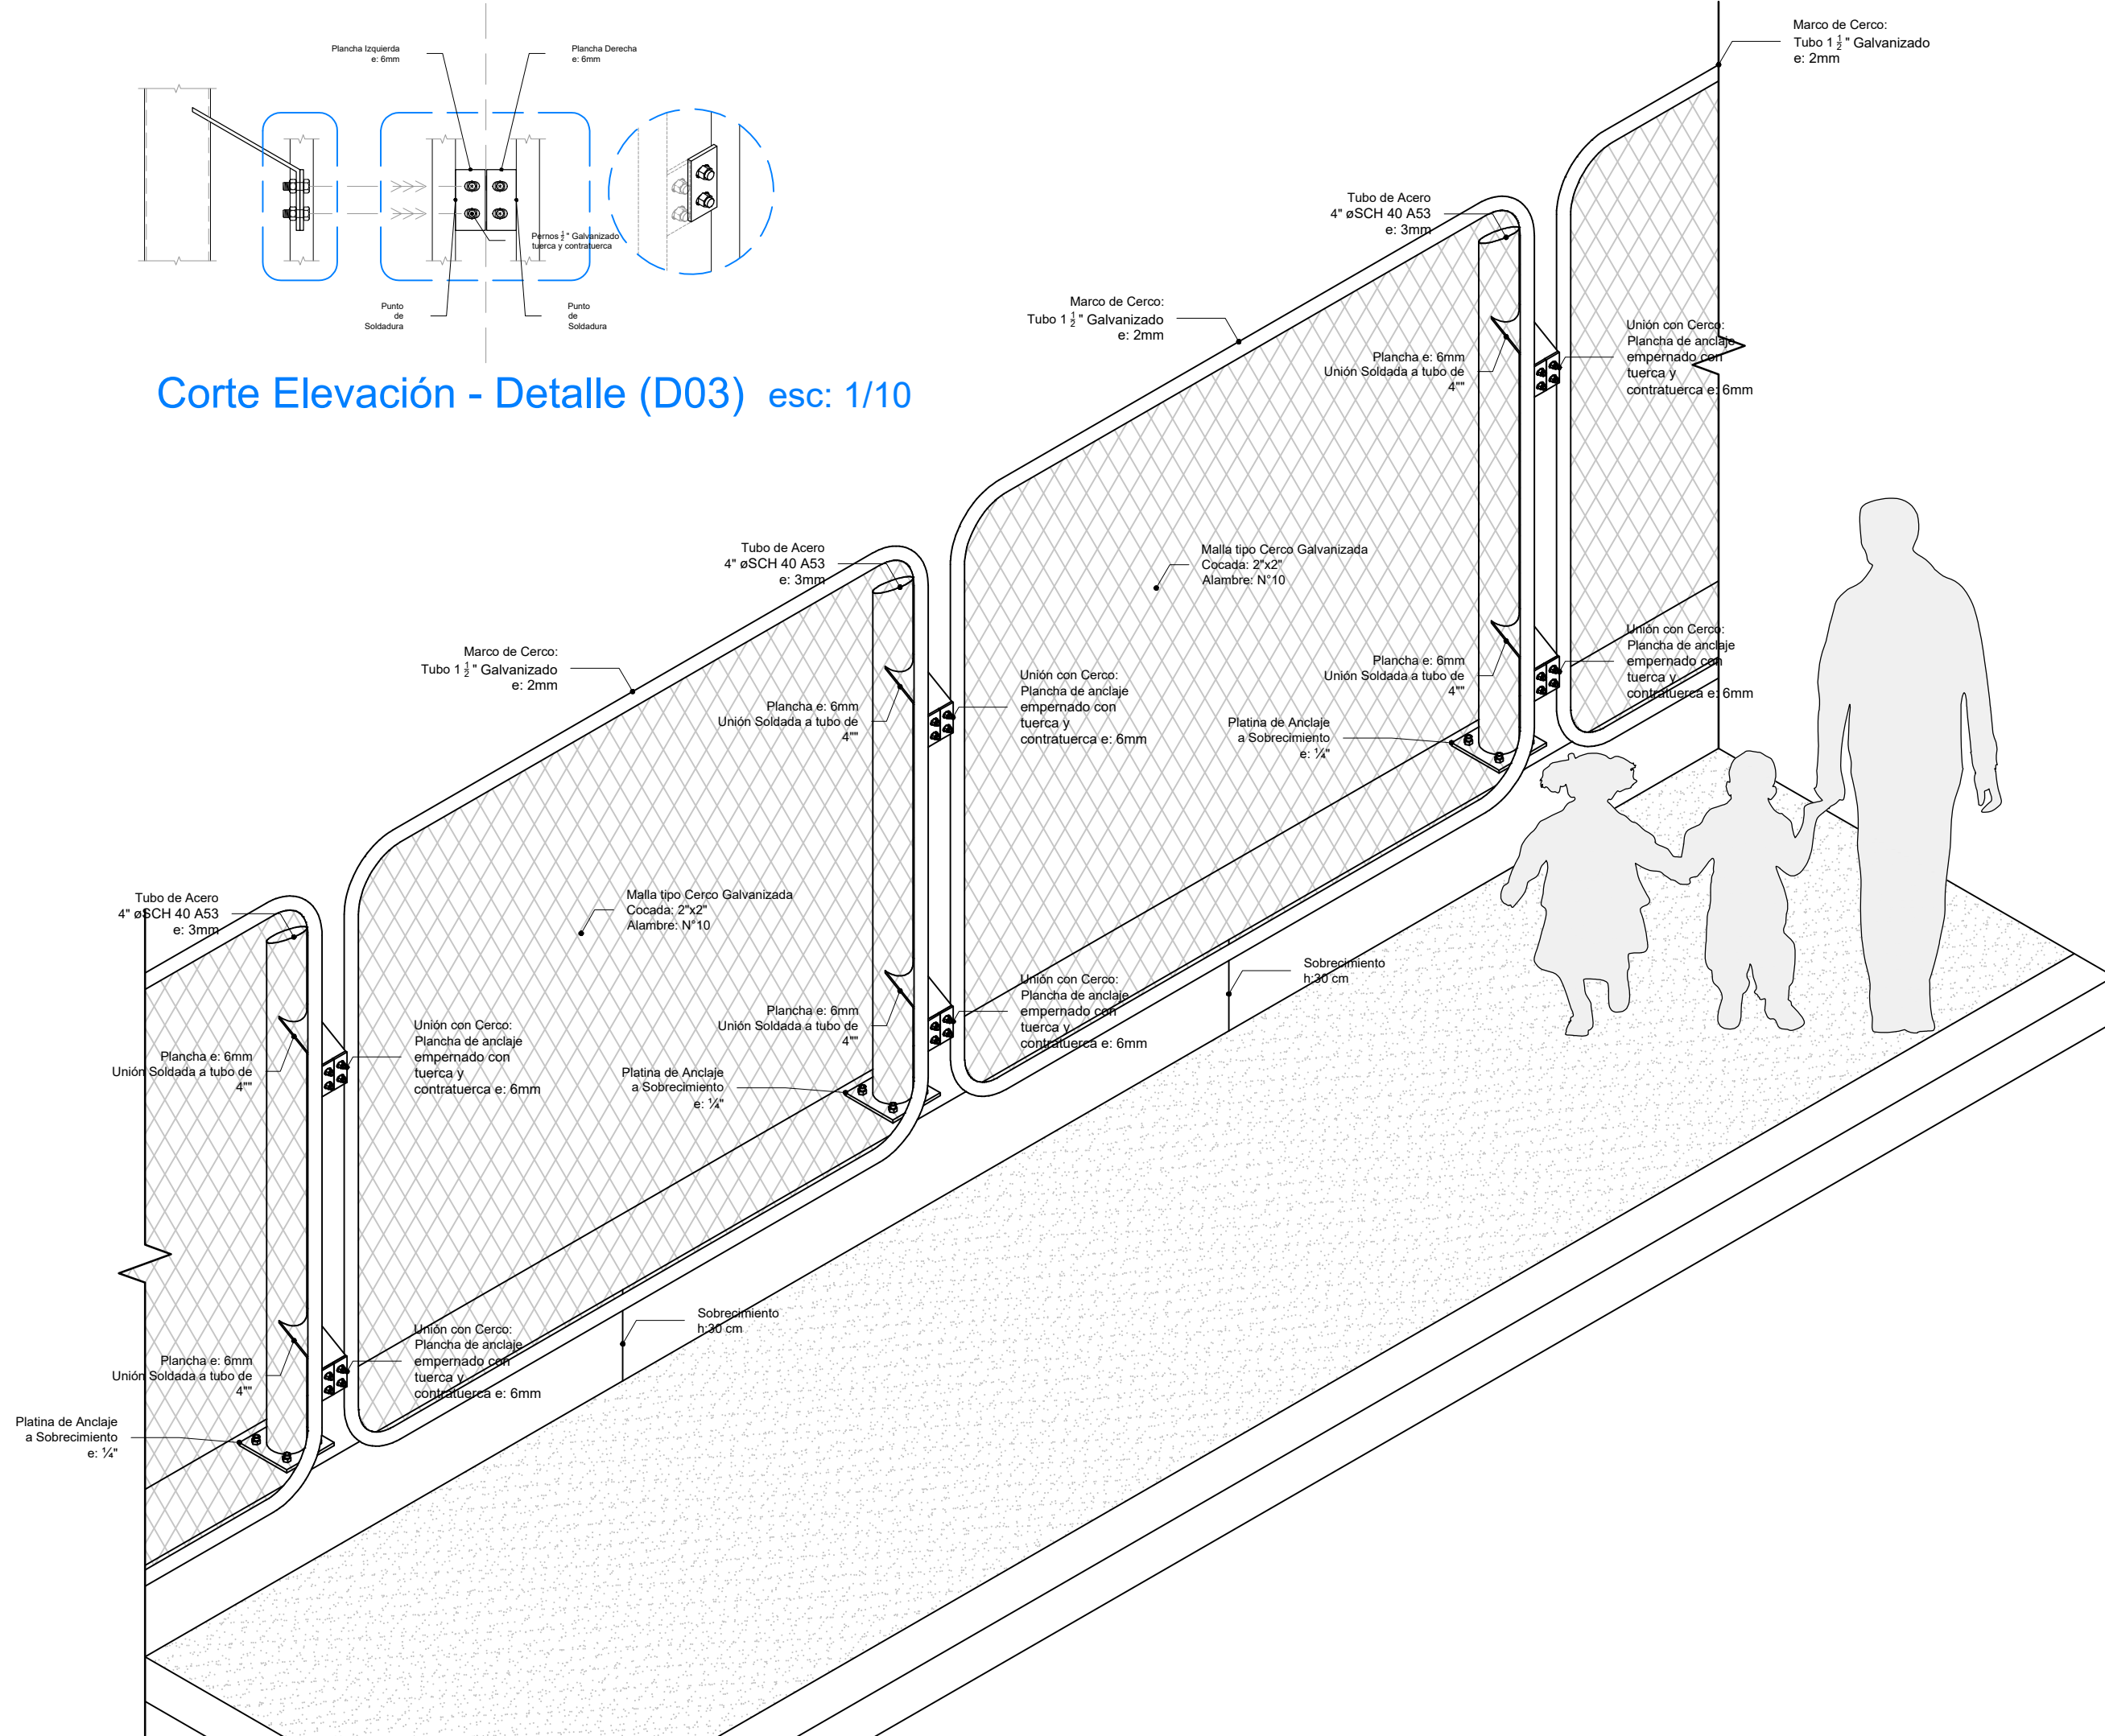 Plancha Izquierda
e: 6mm
Plancha Derecha
e: 6mm
Pernos ½" Galvanizado
tuerca y contratuerca
Punto
de
Soldadura
Punto
de
Soldadura
Corte Elevación - Detalle (D03) esc: 1/10
Marco de Cerco:
Tubo 1 ½" Galvanizado
e: 2mm
Tubo de Acero
4" øSCH 40 A53
e: 3mm
Marco de Cerco:
Tubo 1 ½" Galvanizado
e: 2mm
Unión con Cerco:
Plancha de anclaje
empernado con
tuerca y
contratuerca e: 6mm
Plancha e: 6mm
Unión Soldada a tubo de
4""
Malla tipo Cerco Galvanizada
Cocada: 2"x2"
Alambre: N°10
Tubo de Acero
4" øSCH 40 A53
e: 3mm
Unión con Cerco:
Plancha de anclaje
empernado con
tuerca y
contratuerca e: 6mm
Plancha e: 6mm
Unión Soldada a tubo de
4""
Marco de Cerco:
Tubo 1 ½" Galvanizado
e: 2mm
Unión con Cerco:
Plancha de anclaje
empernado con
tuerca y
contratuerca e: 6mm
Plancha e: 6mm
Unión Soldada a tubo de
4""
Platina de Anclaje
a Sobrecimiento
e: ¼"
Malla tipo Cerco Galvanizada
Cocada: 2"x2"
Alambre: N°10
Tubo de Acero
4" øSCH 40 A53
e: 3mm
Sobrecimiento
h:30 cm
Unión con Cerco:
Plancha de anclaje
empernado con
tuerca y
contratuerca e: 6mm
Plancha e: 6mm
Unión Soldada a tubo de
4""
Unión con Cerco:
Plancha de anclaje
empernado con
tuerca y
contratuerca e: 6mm
Plancha e: 6mm
Unión Soldada a tubo de
4""
Platina de Anclaje
a Sobrecimiento
e: ¼"
Sobrecimiento
h:30 cm
Unión con Cerco:
Plancha de anclaje
empernado con
tuerca y
contratuerca e: 6mm
Plancha e: 6mm
Unión Soldada a tubo de
4""
Platina de Anclaje
a Sobrecimiento
e: ¼"